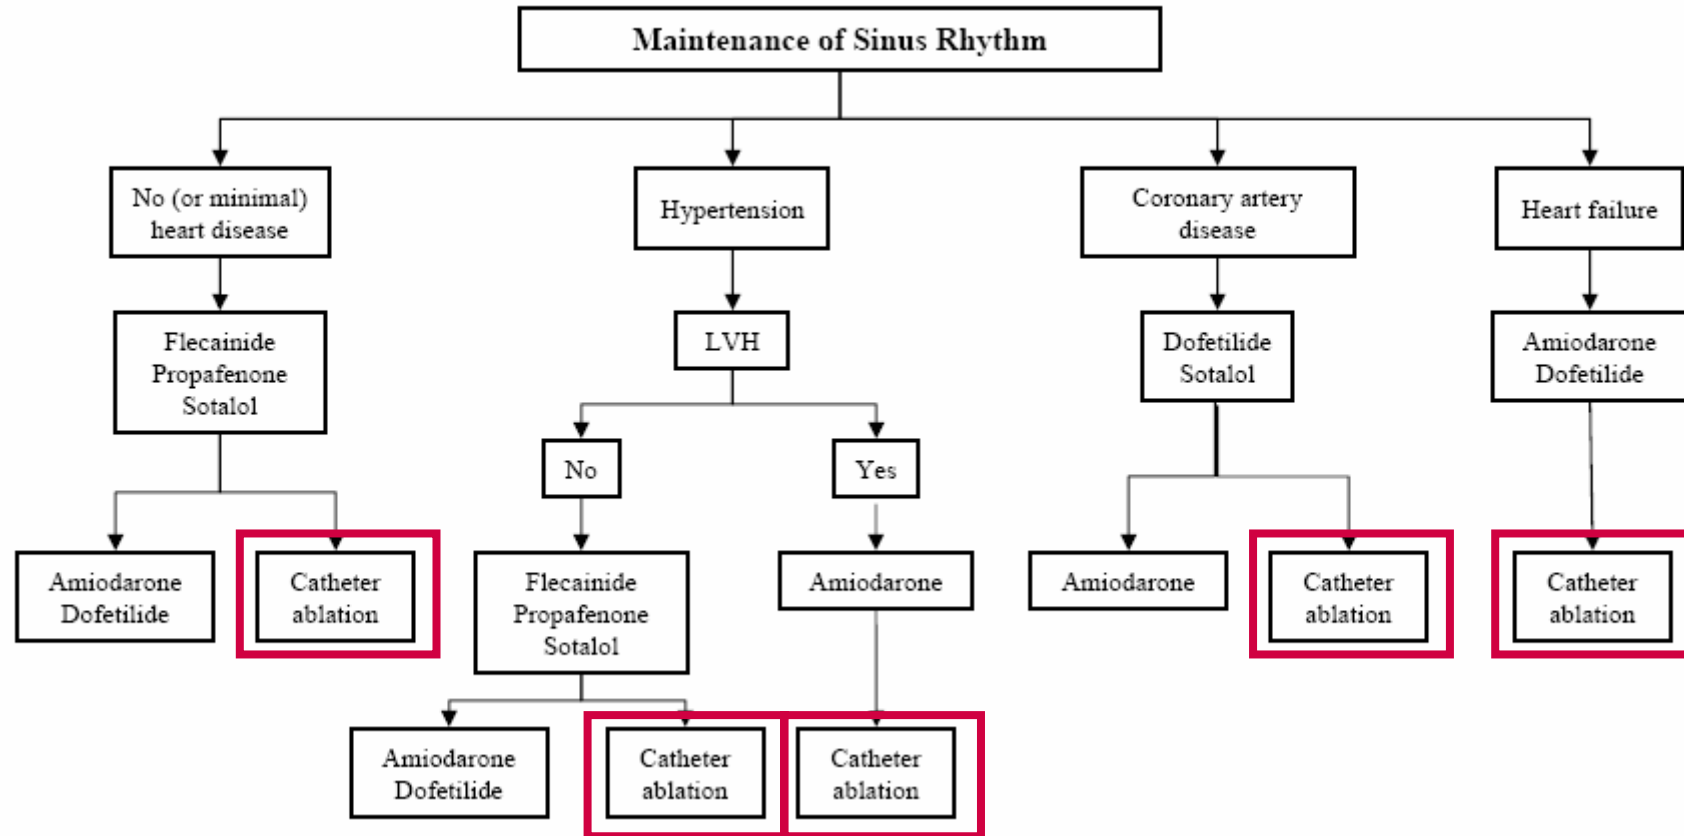 Maintenance of Sinus Rhythm
No (or minimal)
heart disease
Hypertension
Coronary artery
disease
Heart failure
Flecainide
Propafenone
Sotalol
LVH
Dofetilide
Sotalol
Amiodarone
Dofetilide
No
Yes
Amiodarone
Dofetilide
Catheter
ablation
Flecainide
Propafenone
Sotalol
Amiodarone
Amiodarone
Catheter
ablation
Catheter
ablation
Amiodarone
Dofetilide
Catheter
ablation
Catheter
ablation